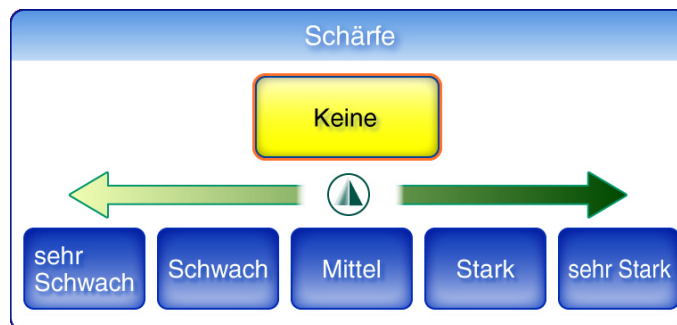 Schärfe
Keine
sehr
Schwach
Schwach
Mittel
Stark
sehr Stark